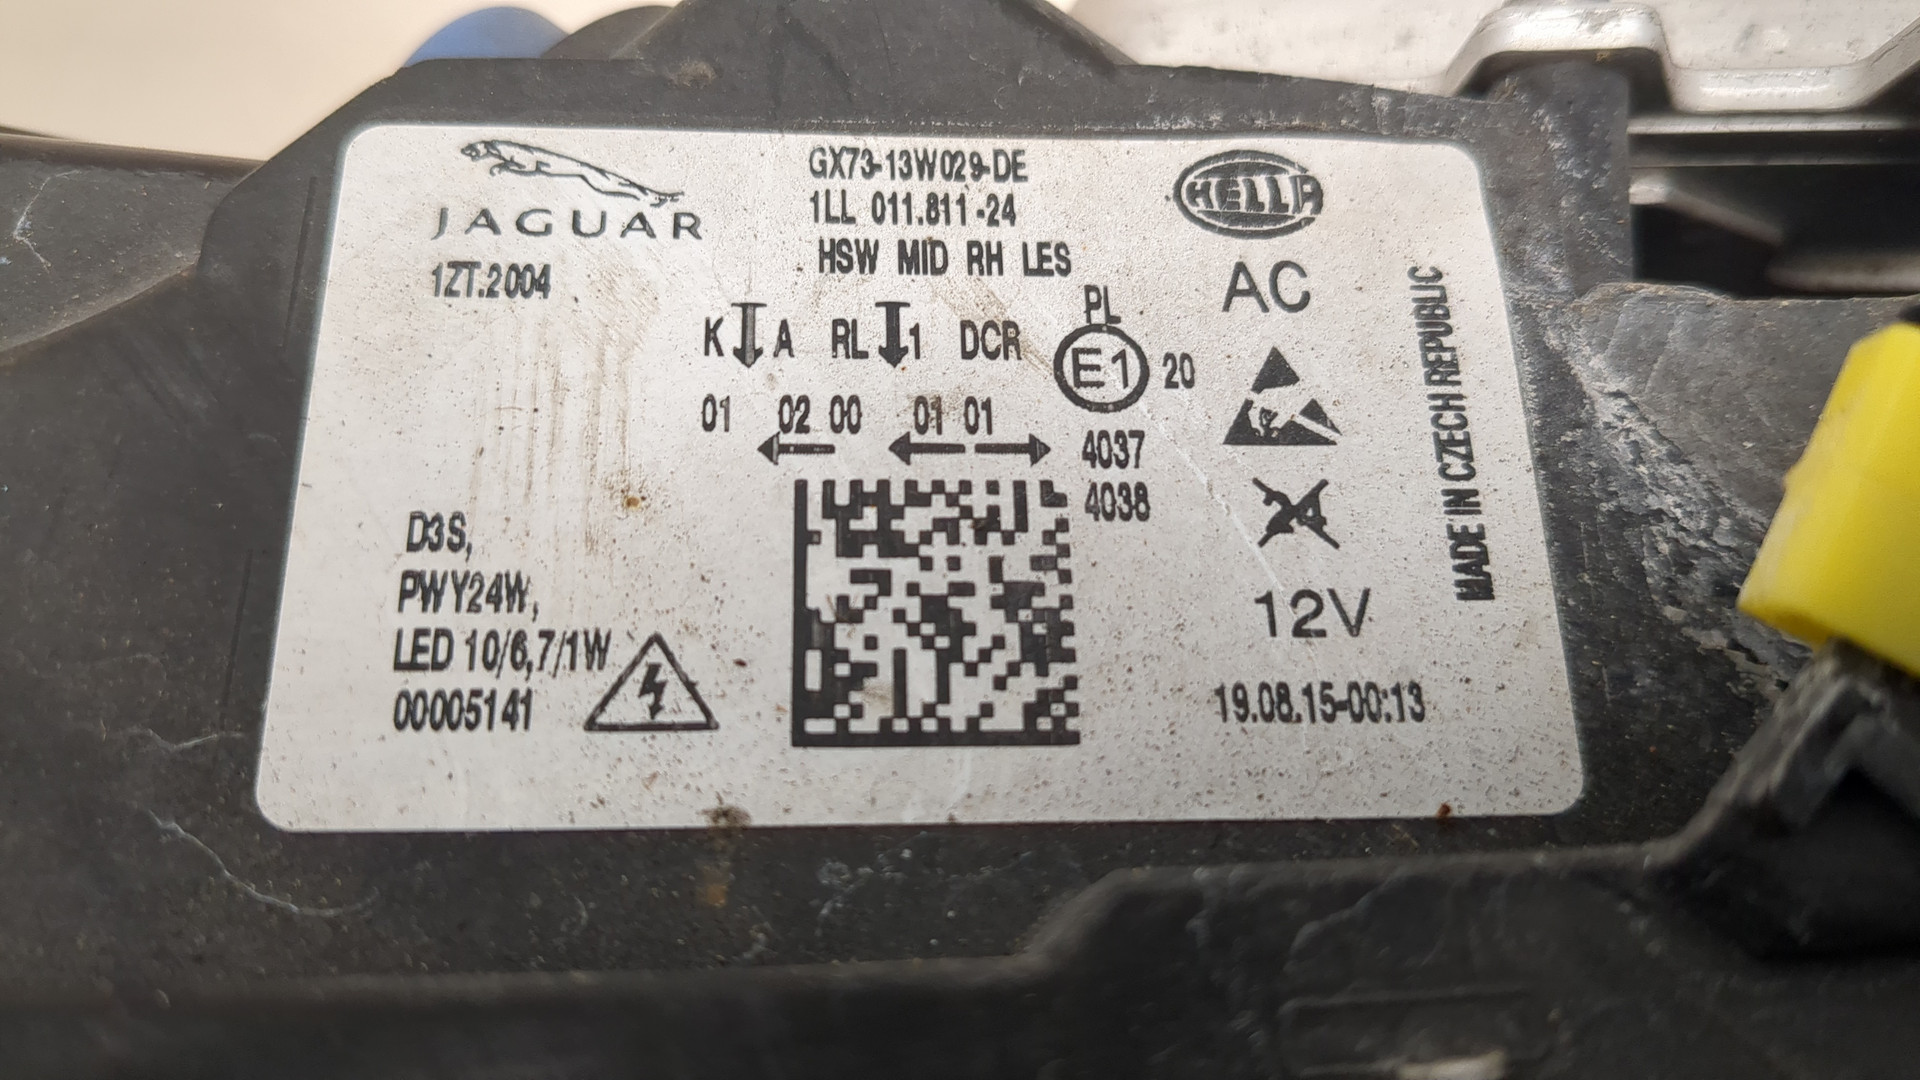 JAGUAR
1ZT.2004
GX73-13W029-DE
1LL 011.811-24
HSW MID RH LES
HELLA
AC
K A RL 1 DCR
PL
E1 20
01 02 00 01 01
4037
4038
D3S,
PWY24W,
LED 10/6,7/1W
00005141
12V
19.08.15-00:13
MADE IN CZECH REPUBLIC